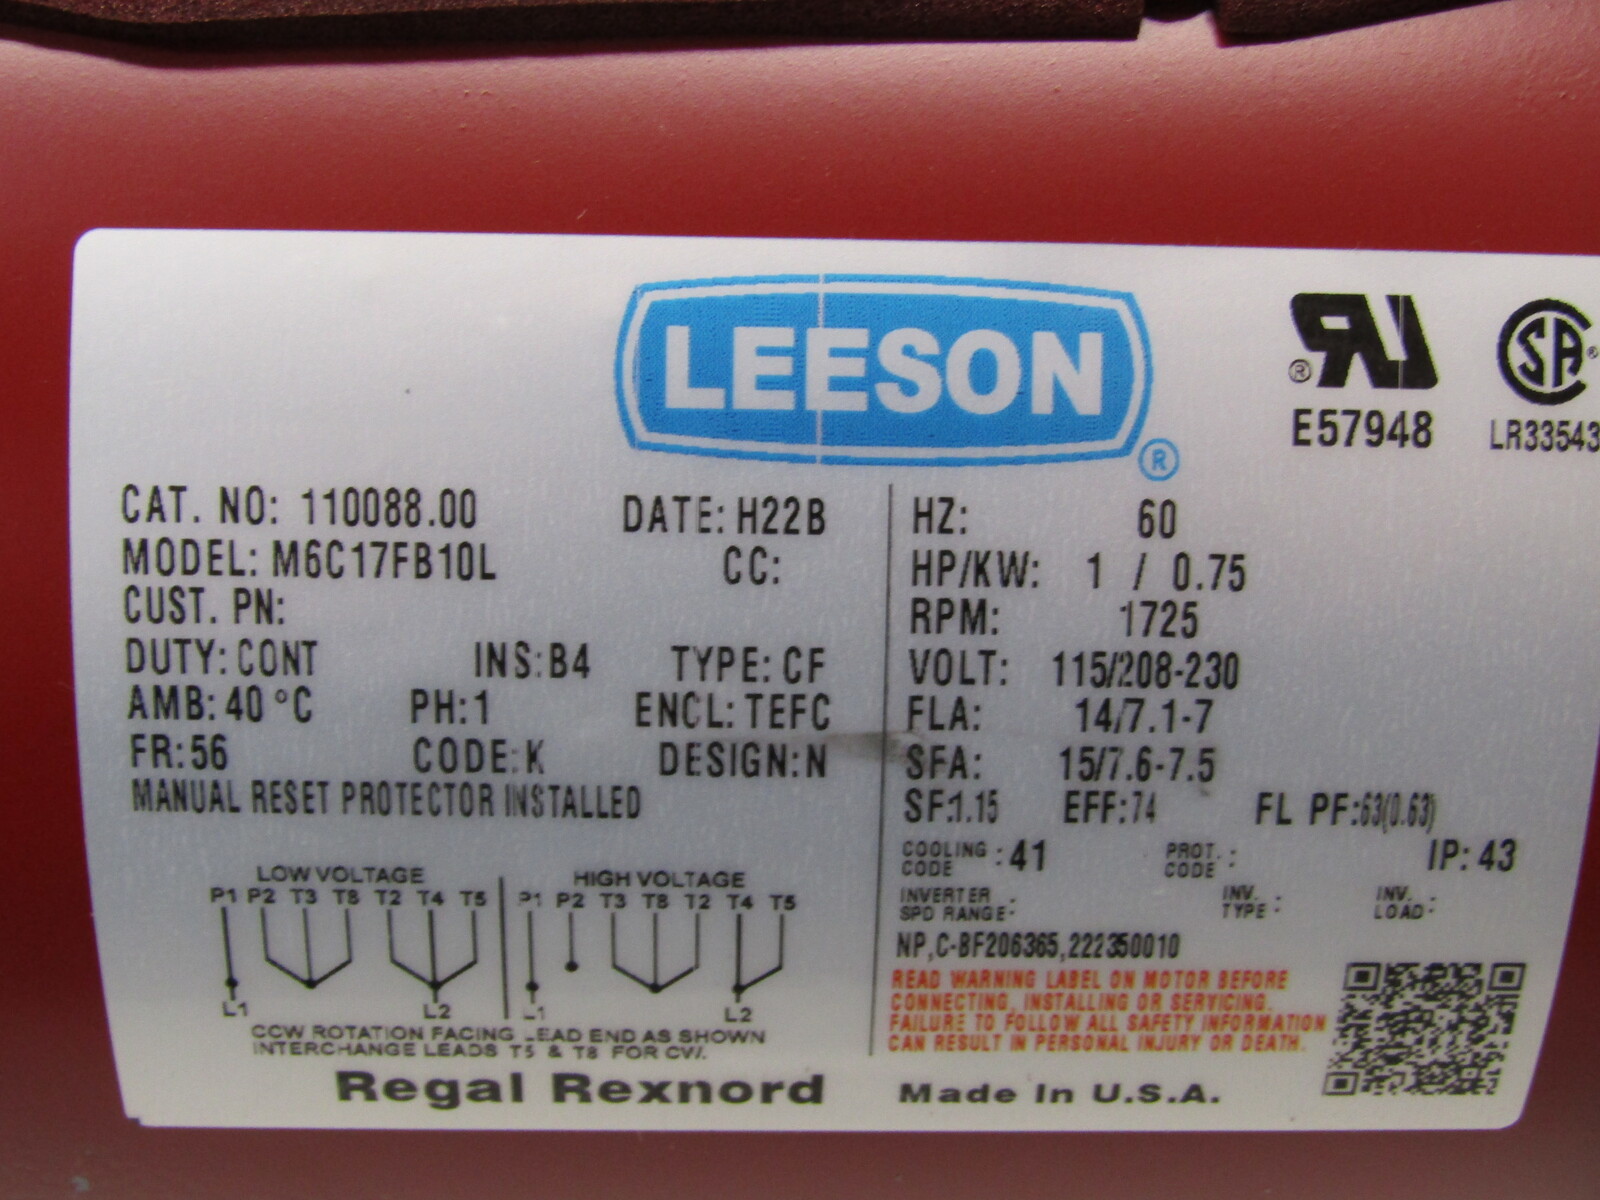 LEESON
®
® UR
E57948
SA ®
LR33543
CAT. NO: 110088.00
DATE: H22B
MODEL: M6C17FB10L
CC:
CUST. PN:
DUTY: CONT INS: B4 TYPE: CF
AMB: 40 °C PH: 1 ENCL: TEFC
FR: 56 CODE: K DESIGN: N
MANUAL RESET PROTECTOR INSTALLED
LOW VOLTAGE
P1 P2 T3 T8 T2 T4 T5
L1 L2
HIGH VOLTAGE
P1 P2 T3 T8 T2 T4 T5
L1 L2
CCW ROTATION FACING LEAD END AS SHOWN
INTERCHANGE LEADS T5 & T8 FOR CW.
Regal Rexnord
HZ: 60
HP/KW: 1 / 0.75
RPM: 1725
VOLT: 115/208-230
FLA: 14/7.1-7
SFA: 15/7.6-7.5
SF: 1.15 EFF: 74 FL PF: 63(0.63)
COOLING CODE : 41 PROT. CODE : IP: 43
INVERTER SPD RANGE : INV. TYPE : INV. LOAD :
NP,C-BF206365,222350010
READ WARNING LABEL ON MOTOR BEFORE
CONNECTING, INSTALLING OR SERVICING.
FAILURE TO FOLLOW ALL SAFETY INFORMATION
CAN RESULT IN PERSONAL INJURY OR DEATH.
Made In U.S.A.